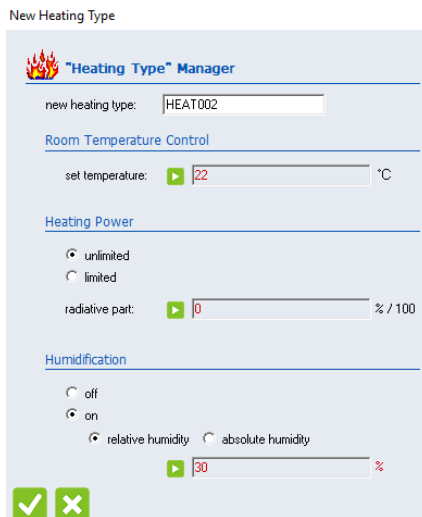 New Heating Type
"Heating Type" Manager
new heating type: HEAT002
Room Temperature Control
set temperature: 22 °C
Heating Power
unlimited
limited
radiative part: 0 % / 100
Humidification
off
on
relative humidity absolute humidity
30 %